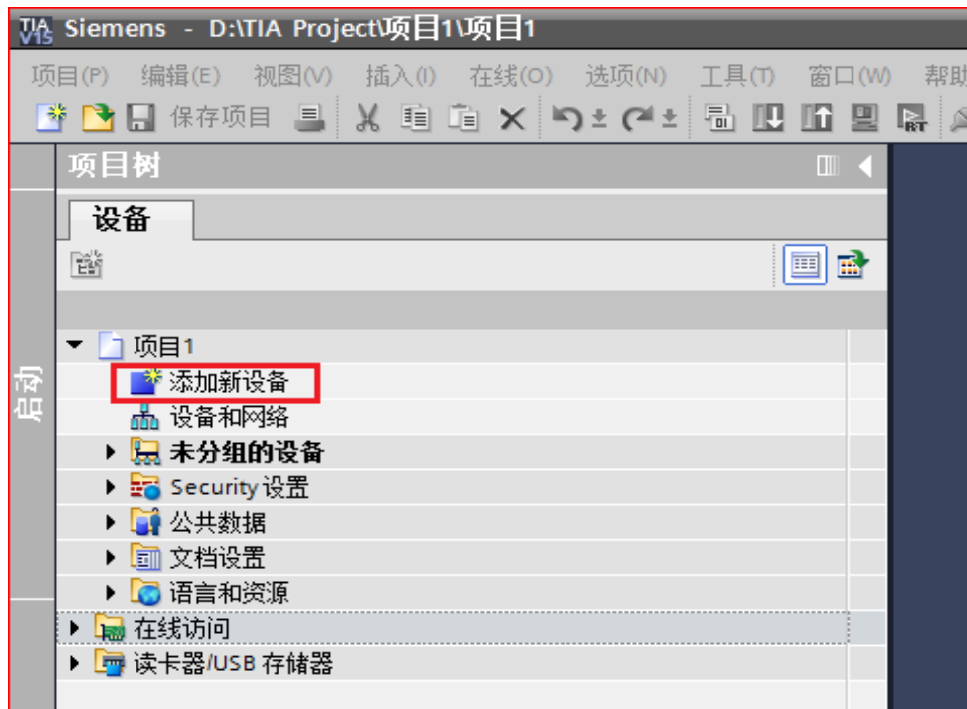 TIA V15 Siemens - D:\TIA Project\项目1\项目1
项目(P) 编辑(E) 视图(V) 插入(I) 在线(O) 选项(N) 工具(T) 窗口(W) 帮助
保存项目
项目树
设备
项目1
添加新设备
设备和网络
未分组的设备
Security 设置
公共数据
文档设置
语言和资源
在线访问
读卡器/USB 存储器
启动